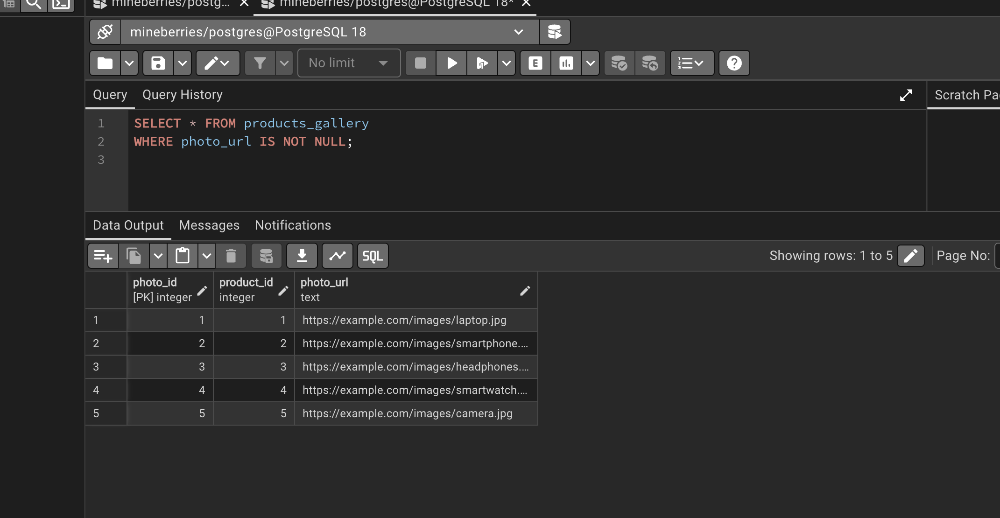 mineberries/postg...
mineberries/postgres@PostgreSQL 18*
mineberries/postgres@PostgreSQL 18
No limit
E
Query
Query History
Scratch Pa
1
SELECT * FROM products_gallery
2
WHERE photo_url IS NOT NULL;
3
Data Output
Messages
Notifications
SQL
Showing rows: 1 to 5
Page No:
photo_id
[PK] integer
product_id
integer
photo_url
text
1 1 1 https://example.com/images/laptop.jpg
2 2 2 https://example.com/images/smartphone....
3 3 3 https://example.com/images/headphones....
4 4 4 https://example.com/images/smartwatch....
5 5 5 https://example.com/images/camera.jpg